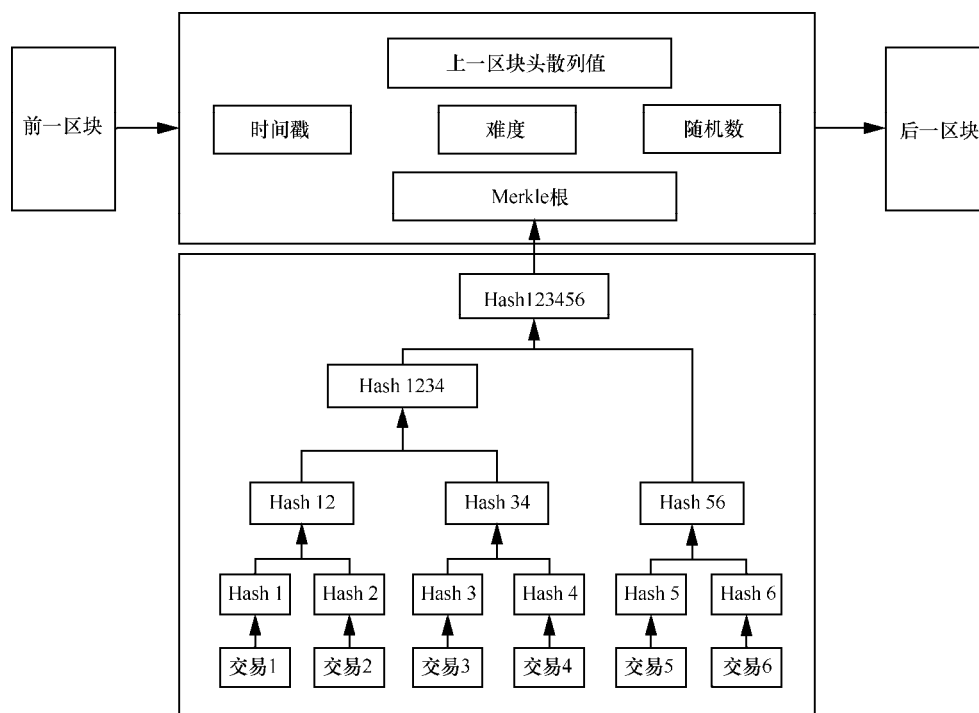 上一区块头散列值
前一区块
时间戳
难度
随机数
后一区块
Merkle根
Hash123456
Hash 1234
Hash 12
Hash 34
Hash 56
Hash 1
Hash 2
Hash 3
Hash 4
Hash 5
Hash 6
交易1
交易2
交易3
交易4
交易5
交易6